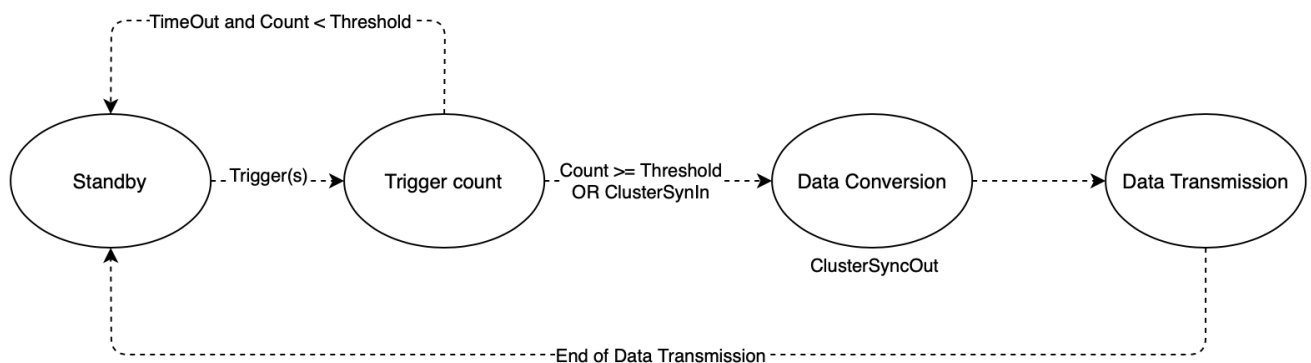 TimeOut and Count < Threshold
Standby
Trigger(s)
Trigger count
Count >= Threshold
OR ClusterSynIn
Data Conversion
Data Transmission
ClusterSyncOut
End of Data Transmission